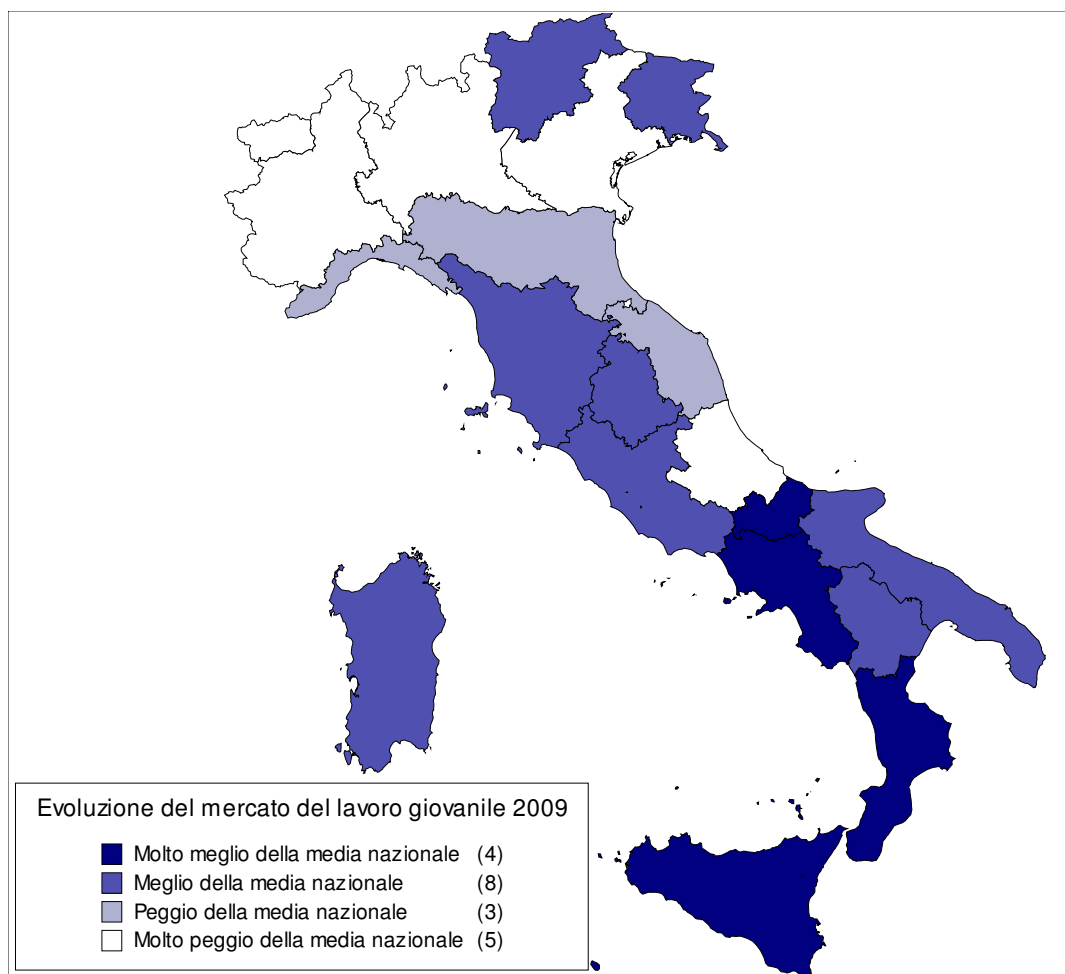 Evoluzione del mercato del lavoro giovanile 2009
Molto meglio della media nazionale (4)
Meglio della media nazionale (8)
Peggio della media nazionale (3)
Molto peggio della media nazionale (5)